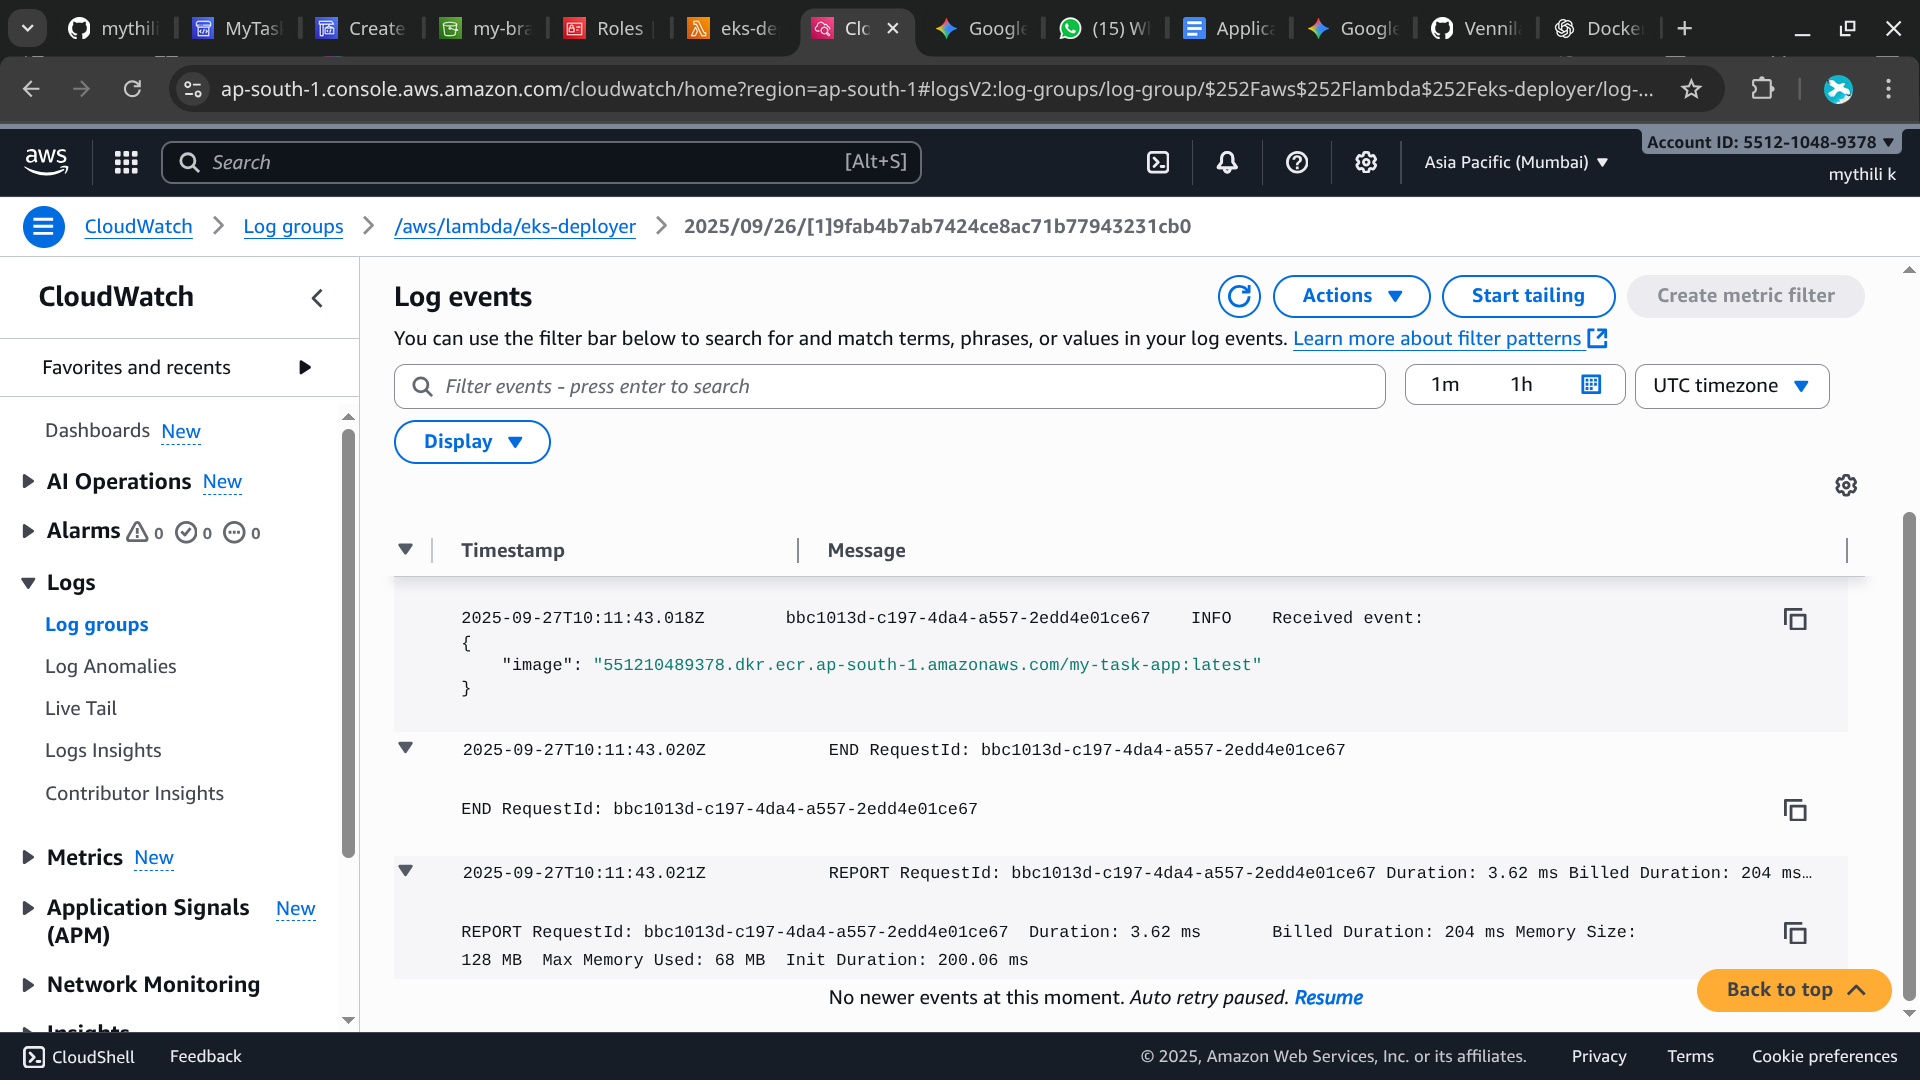 mythili
MyTas
Create
my-bra
Roles
eks-de
Clo
Google
(15) W
Applica
Google
Vennil
Docke
ap-south-1.console.aws.amazon.com/cloudwatch/home?region=ap-south-1#logsV2:log-groups/log-group/$252Faws$252Flambda$252Feks-deployer/log-...
aws
Search
[Alt+S]
Asia Pacific (Mumbai)
Account ID: 5512-1048-9378
mythili k
CloudWatch
Log groups
/aws/lambda/eks-deployer
2025/09/26/[1]9fab4b7ab7424ce8ac71b77943231cb0
CloudWatch
Favorites and recents
Dashboards New
AI Operations New
Alarms 0 0 0
Logs
Log groups
Log Anomalies
Live Tail
Logs Insights
Contributor Insights
Metrics New
Application Signals New
(APM)
Network Monitoring
Insights
Log events
Actions
Start tailing
Create metric filter
You can use the filter bar below to search for and match terms, phrases, or values in your log events. Learn more about filter patterns
Filter events - press enter to search
1m
1h
UTC timezone
Display
Timestamp
Message
2025-09-27T10:11:43.018Z bbc1013d-c197-4da4-a557-2edd4e01ce67 INFO Received event:
{
"image": "551210489378.dkr.ecr.ap-south-1.amazonaws.com/my-task-app:latest"
}
2025-09-27T10:11:43.020Z END RequestId: bbc1013d-c197-4da4-a557-2edd4e01ce67
END RequestId: bbc1013d-c197-4da4-a557-2edd4e01ce67
2025-09-27T10:11:43.021Z REPORT RequestId: bbc1013d-c197-4da4-a557-2edd4e01ce67 Duration: 3.62 ms Billed Duration: 204 ms…
REPORT RequestId: bbc1013d-c197-4da4-a557-2edd4e01ce67 Duration: 3.62 ms Billed Duration: 204 ms Memory Size:
128 MB Max Memory Used: 68 MB Init Duration: 200.06 ms
No newer events at this moment. Auto retry paused. Resume
Back to top
CloudShell
Feedback
© 2025, Amazon Web Services, Inc. or its affiliates.
Privacy
Terms
Cookie preferences